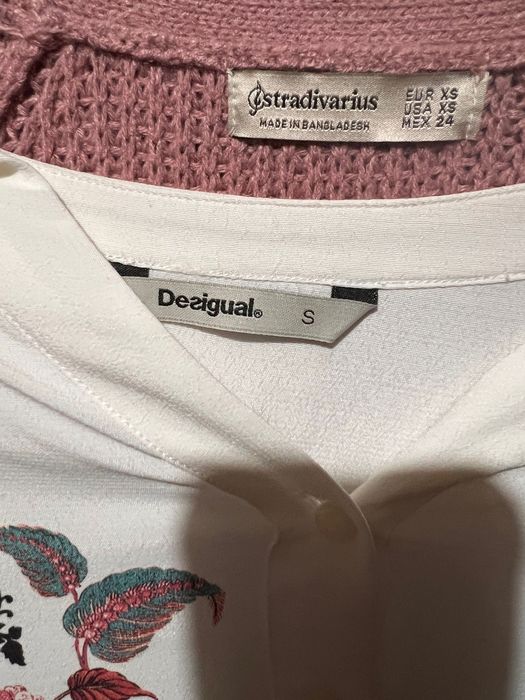 stradivarius
MADE IN BANGLADESH
EUR XS
USA XS
MEX 24
Desigual®
S